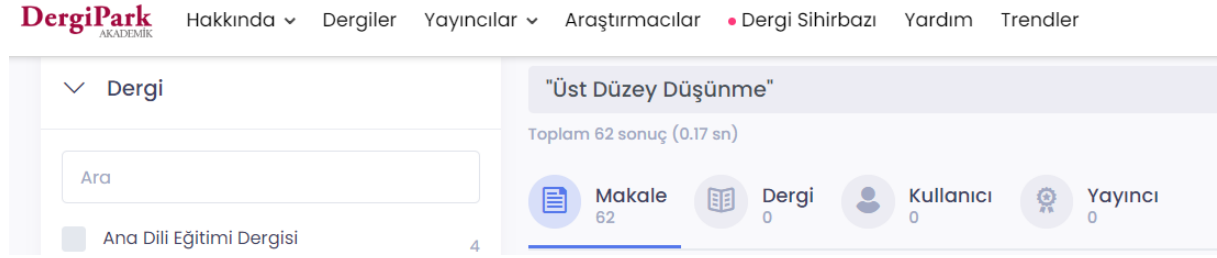 DergiPark
AKADEMİK
Hakkında Dergiler Yayıncılar Araştırmacılar Dergi Sihirbazı Yardım Trendler
Dergi
Ara
Ana Dili Eğitimi Dergisi 4
"Üst Düzey Düşünme"
Toplam 62 sonuç (0.17 sn)
Makale
62
Dergi
0
Kullanıcı
0
Yayıncı
0